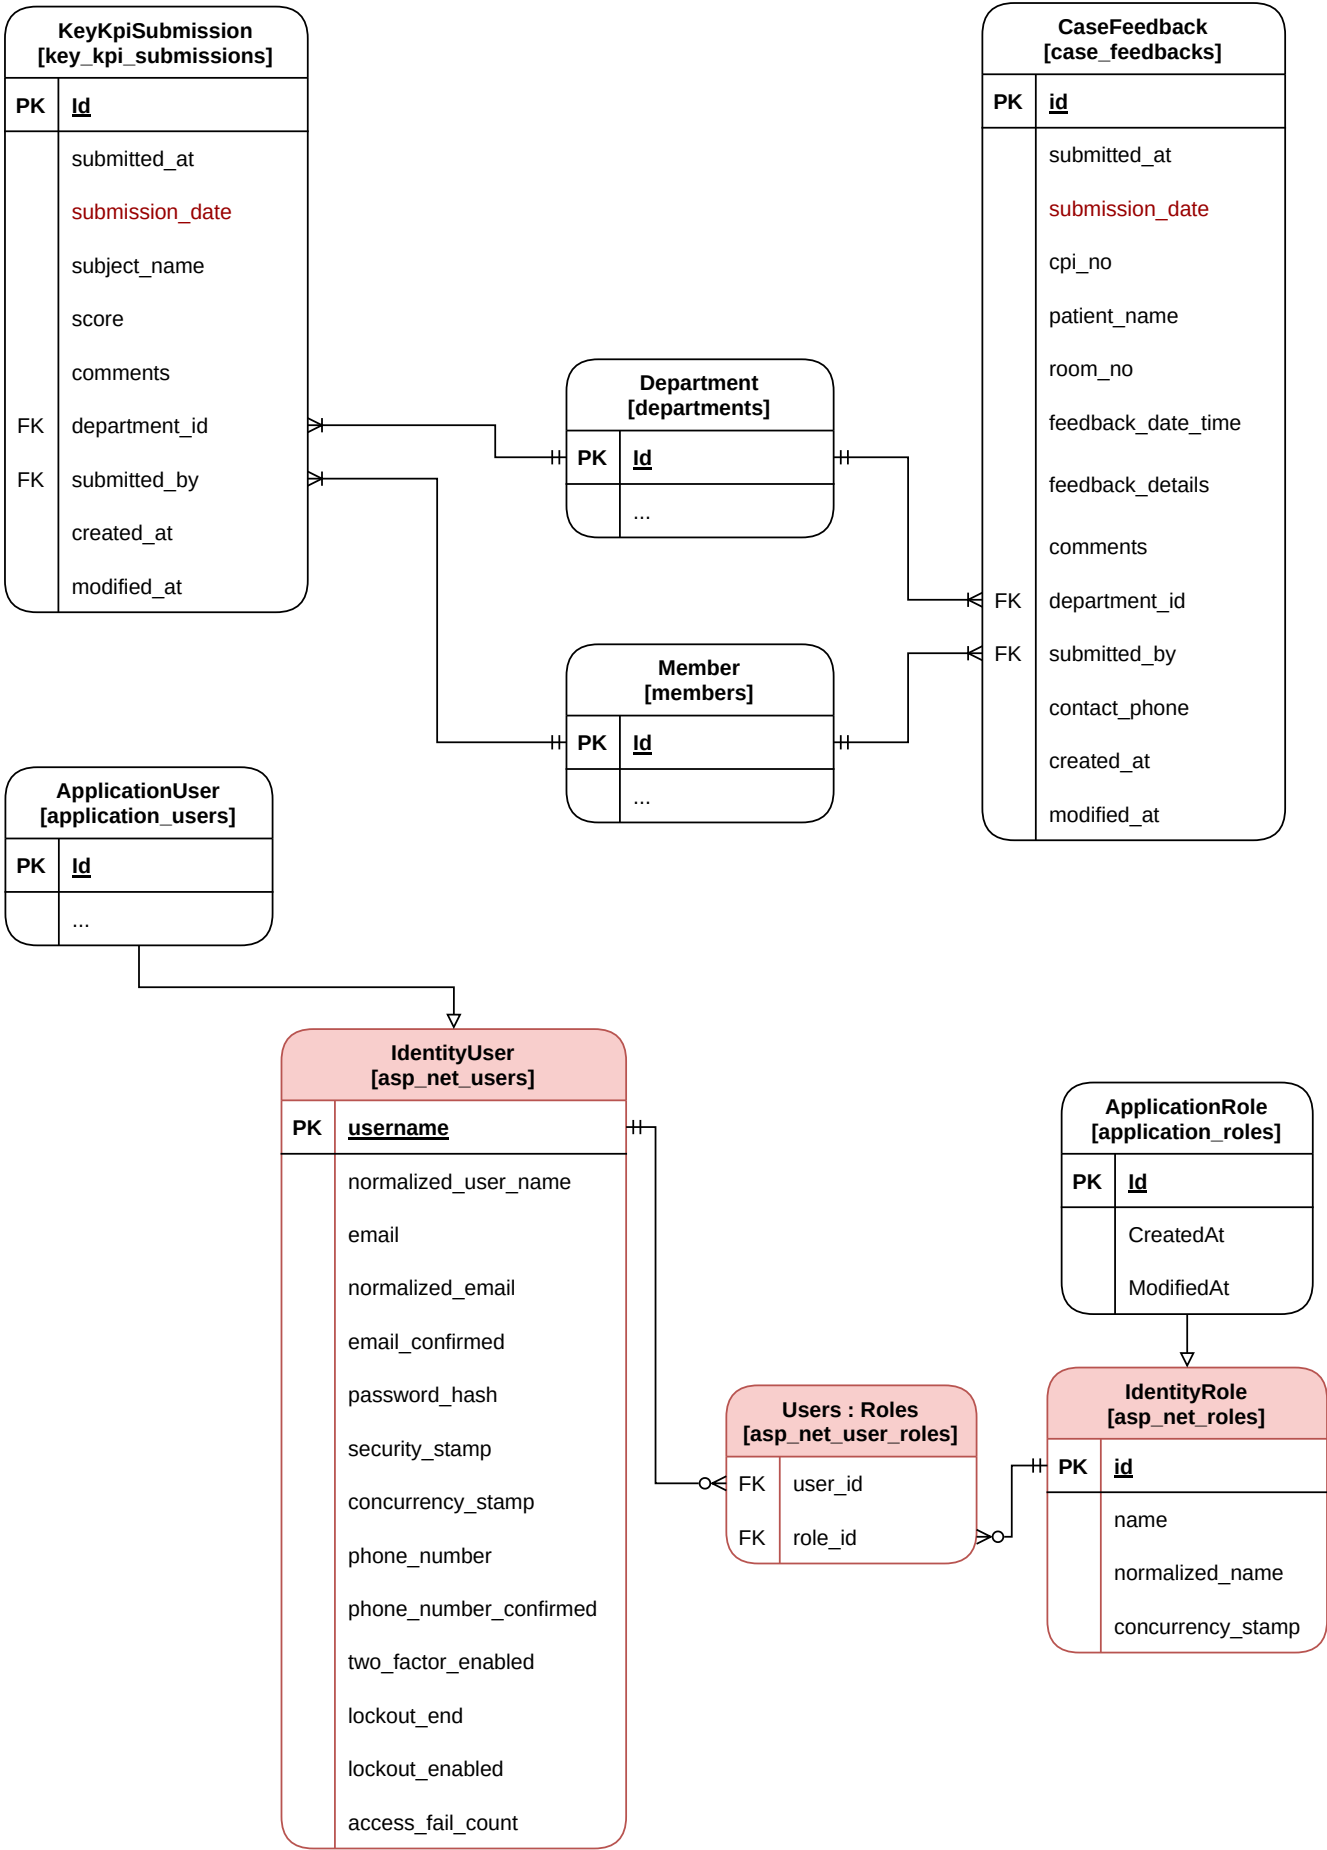 KeyKpiSubmission
[key_kpi_submissions]
PK Id
submitted_at
submission_date
subject_name
score
comments
FK department_id
FK submitted_by
created_at
modified_at
CaseFeedback
[case_feedbacks]
PK id
submitted_at
submission_date
cpi_no
patient_name
room_no
feedback_date_time
feedback_details
comments
FK department_id
FK submitted_by
contact_phone
created_at
modified_at
Department
[departments]
PK Id
...
Member
[members]
PK Id
...
ApplicationUser
[application_users]
PK Id
...
IdentityUser
[asp_net_users]
PK username
normalized_user_name
email
normalized_email
email_confirmed
password_hash
security_stamp
concurrency_stamp
phone_number
phone_number_confirmed
two_factor_enabled
lockout_end
lockout_enabled
access_fail_count
Users : Roles
[asp_net_user_roles]
FK user_id
FK role_id
ApplicationRole
[application_roles]
PK Id
CreatedAt
ModifiedAt
IdentityRole
[asp_net_roles]
PK id
name
normalized_name
concurrency_stamp